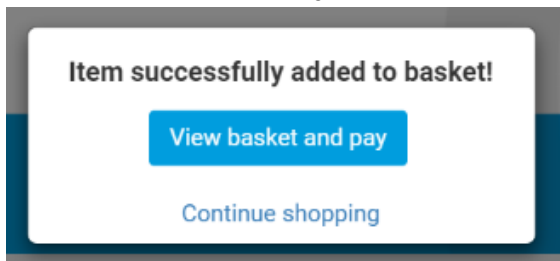 Item successfully added to basket!
View basket and pay
Continue shopping